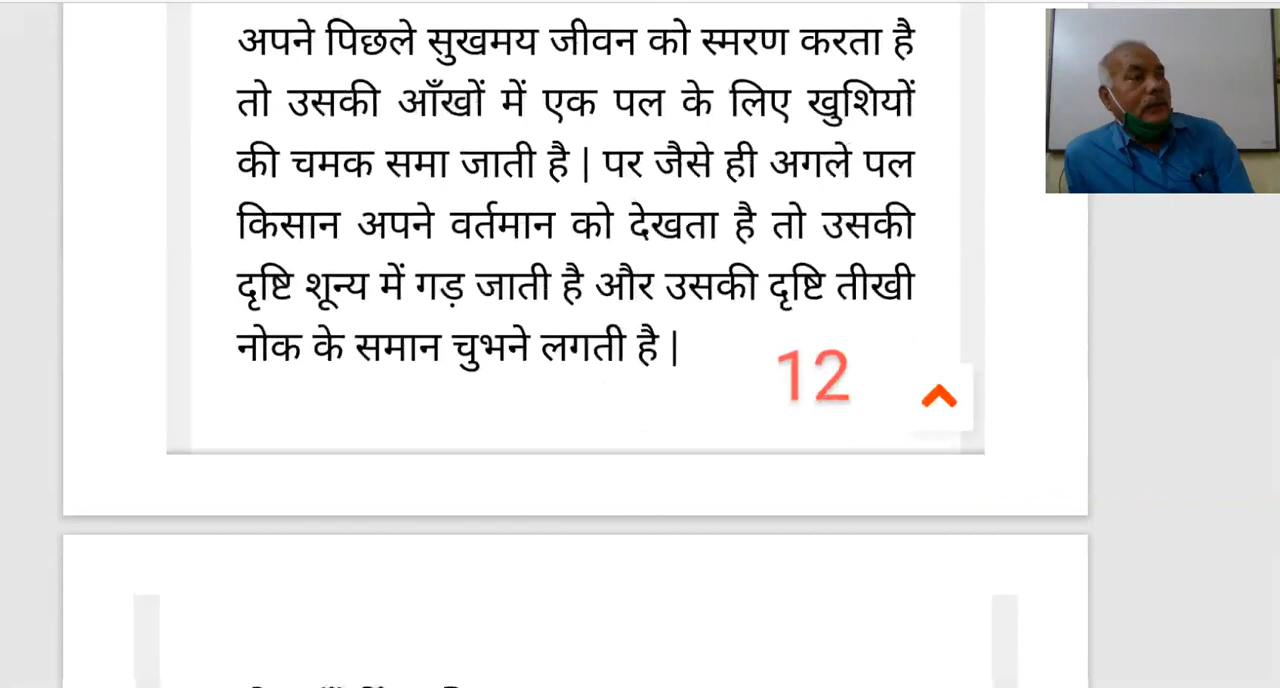 अपने पिछले सुखमय जीवन को स्मरण करता है
तो उसकी आँखों में एक पल के लिए खुशियों
की चमक समा जाती है | पर जैसे ही अगले पल
किसान अपने वर्तमान को देखता है तो उसकी
दृष्टि शून्य में गड़ जाती है और उसकी दृष्टि तीखी
नोक के समान चुभने लगती है |
12